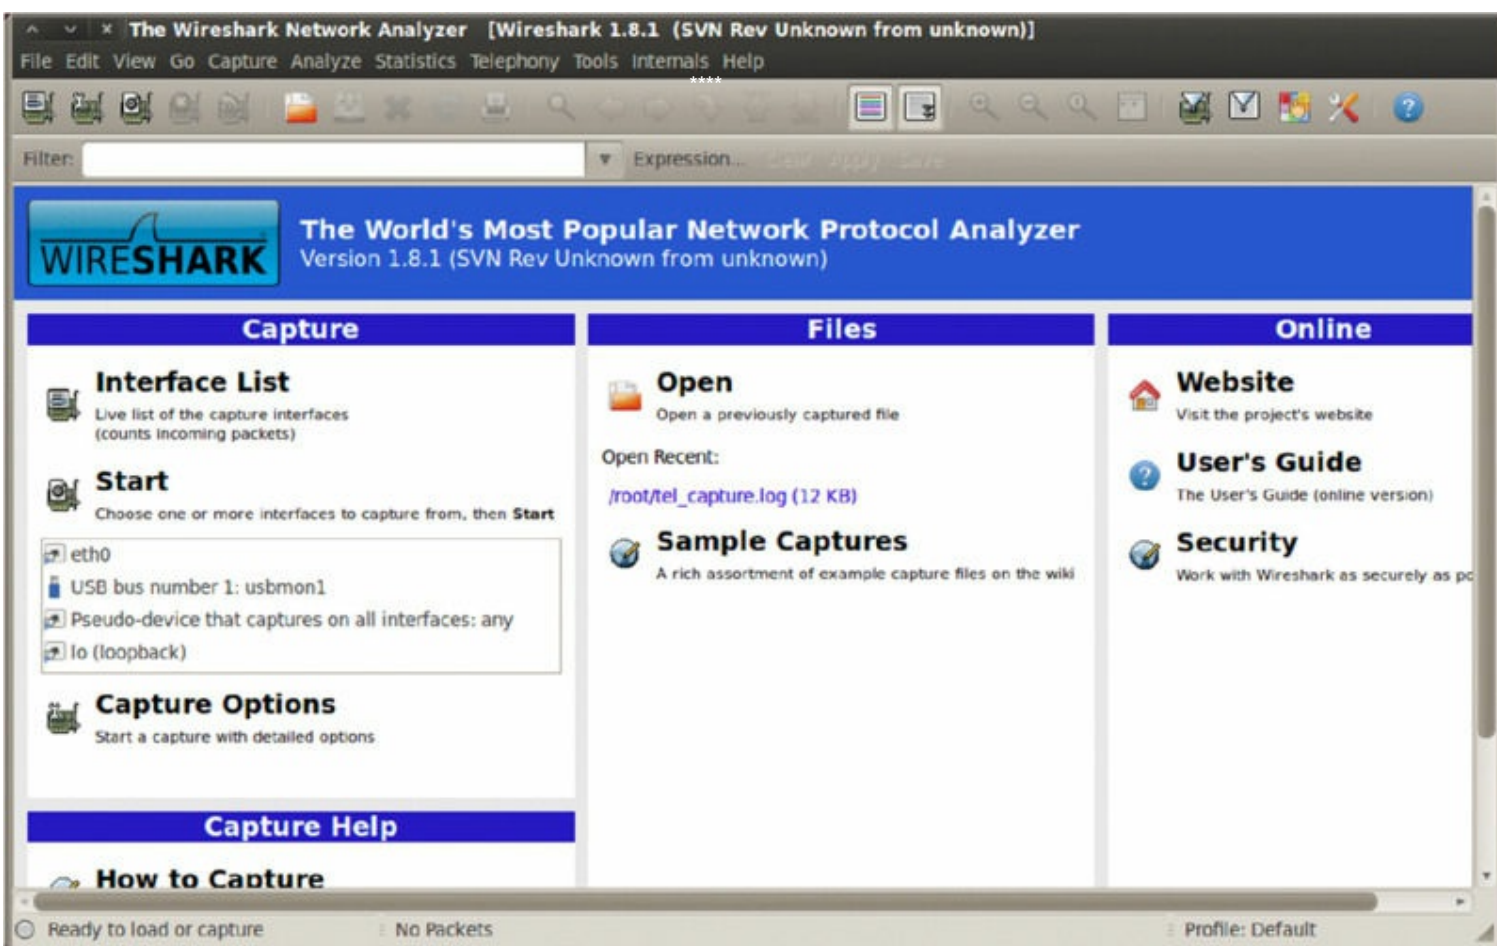 The Wireshark Network Analyzer [Wireshark 1.8.1 (SVN Rev Unknown from unknown)]
File Edit View Go Capture Analyze Statistics Telephony Tools Internals Help
****
Filter: Expression... Clear Apply Save
WIRESHARK
The World's Most Popular Network Protocol Analyzer
Version 1.8.1 (SVN Rev Unknown from unknown)
Capture
Interface List
Live list of the capture interfaces
(counts incoming packets)
Start
Choose one or more interfaces to capture from, then Start
eth0
USB bus number 1: usbmon1
Pseudo-device that captures on all interfaces: any
lo (loopback)
Capture Options
Start a capture with detailed options
Capture Help
How to Capture
Files
Open
Open a previously captured file
Open Recent:
/root/tel_capture.log (12 KB)
Sample Captures
A rich assortment of example capture files on the wiki
Online
Website
Visit the project's website
User's Guide
The User's Guide (online version)
Security
Work with Wireshark as securely as po
Ready to load or capture
No Packets
Profile: Default